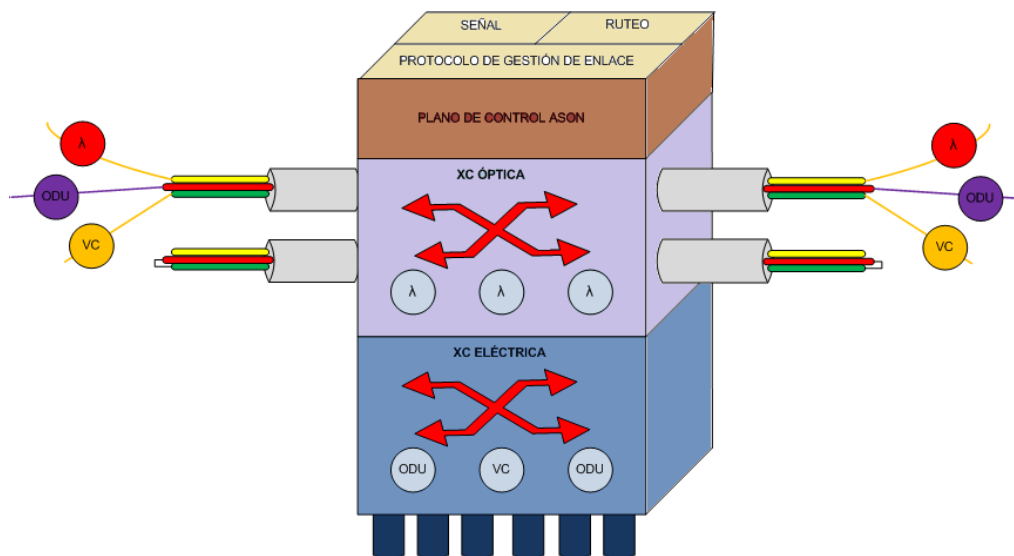 SEÑAL
RUTEO
PROTOCOLO DE GESTIÓN DE ENLACE
PLANO DE CONTROL ASON
XC ÓPTICA
λ
ODU
VC
λ
ODU
VC
λ
λ
λ
XC ELÉCTRICA
ODU
VC
ODU